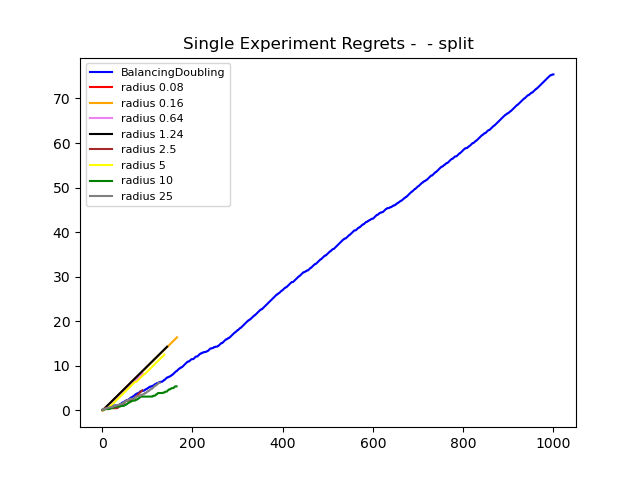 Single Experiment Regrets -  - split
BalancingDoubling
radius 0.08
radius 0.16
radius 0.64
radius 1.24
radius 2.5
radius 5
radius 10
radius 25
70
60
50
40
30
20
10
0
0 200 400 600 800 1000